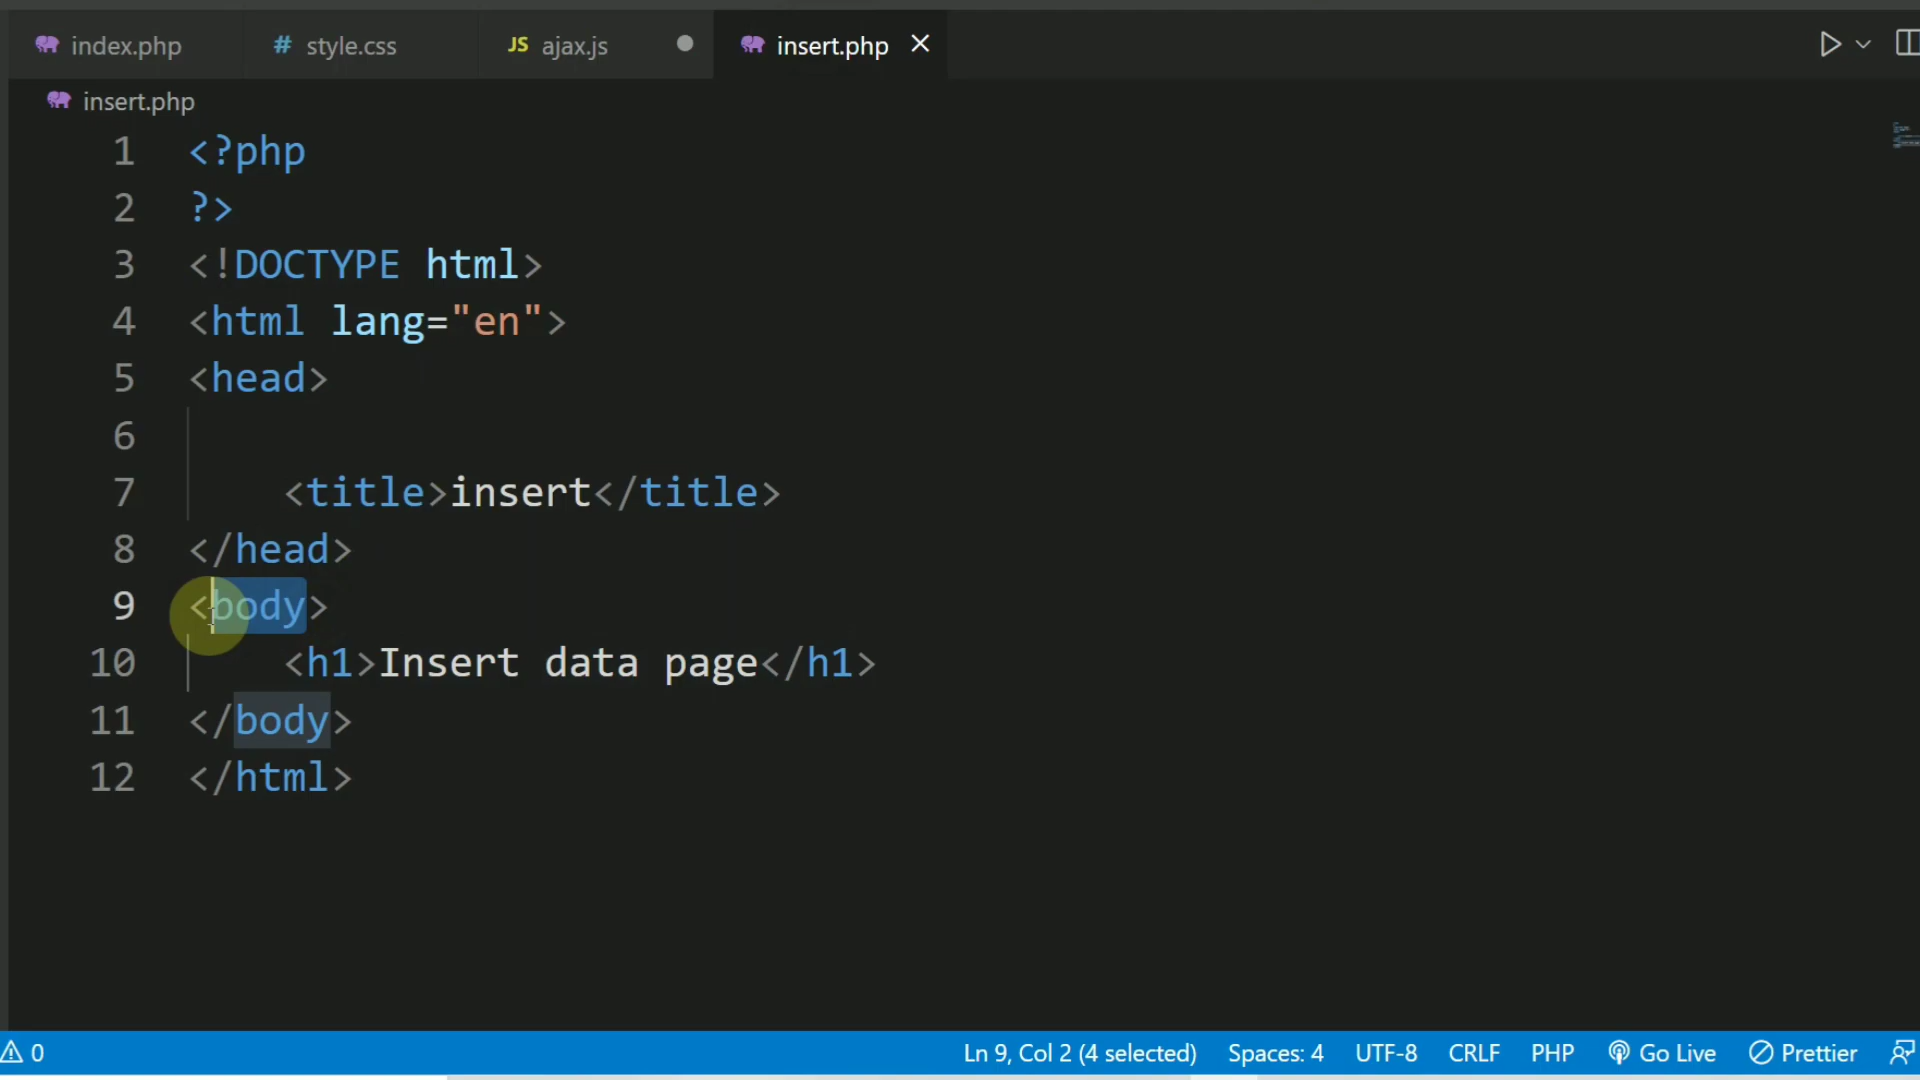 index.php # style.css JS ajax.js insert.php
insert.php
1 <?php
2 ?>
3 <!DOCTYPE html>
4 <html lang="en">
5 <head>
6
7 <title>insert</title>
8 </head>
9 <body>
10 <h1>Insert data page</h1>
11 </body>
12 </html>
0 Ln 9, Col 2 (4 selected) Spaces: 4 UTF-8 CRLF PHP Go Live Prettier